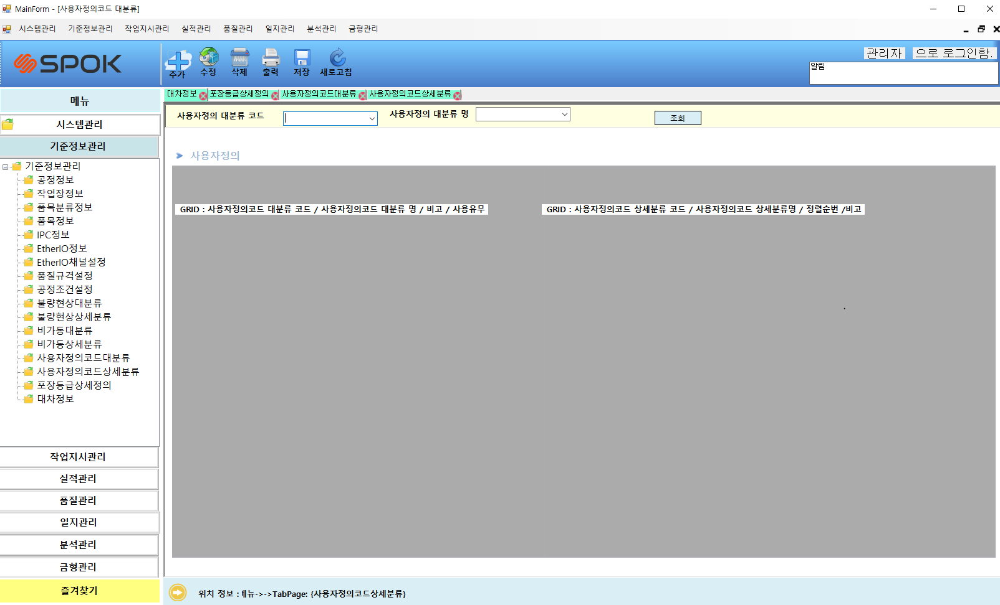 MainForm - [사용자정의코드 대분류]
시스템관리 기준정보관리 작업지시관리 실적관리 품질관리 일지관리 분석관리 금형관리
SPOK
추가 수정 삭제 출력 저장 새로고침
관리자 으로 로그인함.
알림
메뉴
시스템관리
기준정보관리
기준정보관리
공정정보
작업장정보
품목분류정보
품목정보
IPC정보
EtherIO정보
EtherIO채널설정
품질규격설정
공정조건설정
불량현상대분류
불량현상상세분류
비가동대분류
비가동상세분류
사용자정의코드대분류
사용자정의코드상세분류
포장등급상세정의
대차정보
작업지시관리
실적관리
품질관리
일지관리
분석관리
금형관리
즐겨찾기
대차정보 포장등급상세정의 사용자정의코드대분류 사용자정의코드상세분류
사용자정의 대분류 코드 사용자정의 대분류 명 조회
사용자정의
GRID : 사용자정의코드 대분류 코드 / 사용자정의코드 대분류 명 / 비고 / 사용유무
GRID : 사용자정의코드 상세분류 코드 / 사용자정의코드 상세분류명 / 정렬순번 /비고
위치 정보 : 메뉴->->TabPage: {사용자정의코드상세분류}